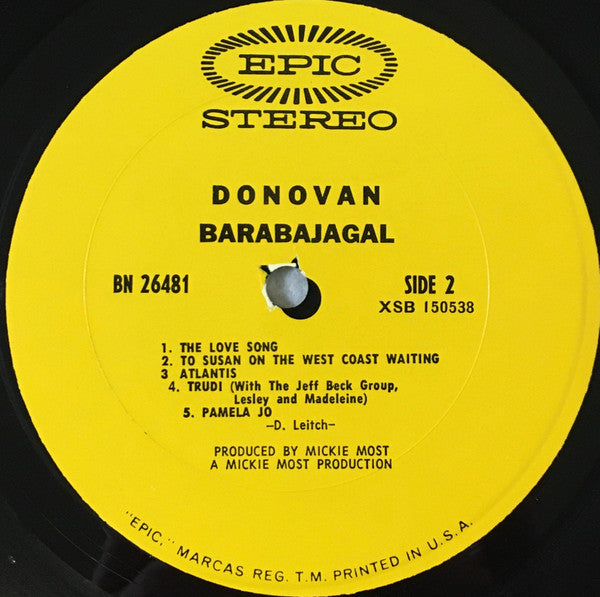 EPIC
STEREO
DONOVAN
BARABAJAGAL
BN 26481
SIDE 2
XSB 150538
1. THE LOVE SONG
2. TO SUSAN ON THE WEST COAST WAITING
3 ATLANTIS
4. TRUDI (With The Jeff Beck Group,
Lesley and Madeleine)
5. PAMELA JO
—D. Leitch—
PRODUCED BY MICKIE MOST
A MICKIE MOST PRODUCTION
"EPIC," MARCAS REG. T.M. PRINTED IN U.S.A.